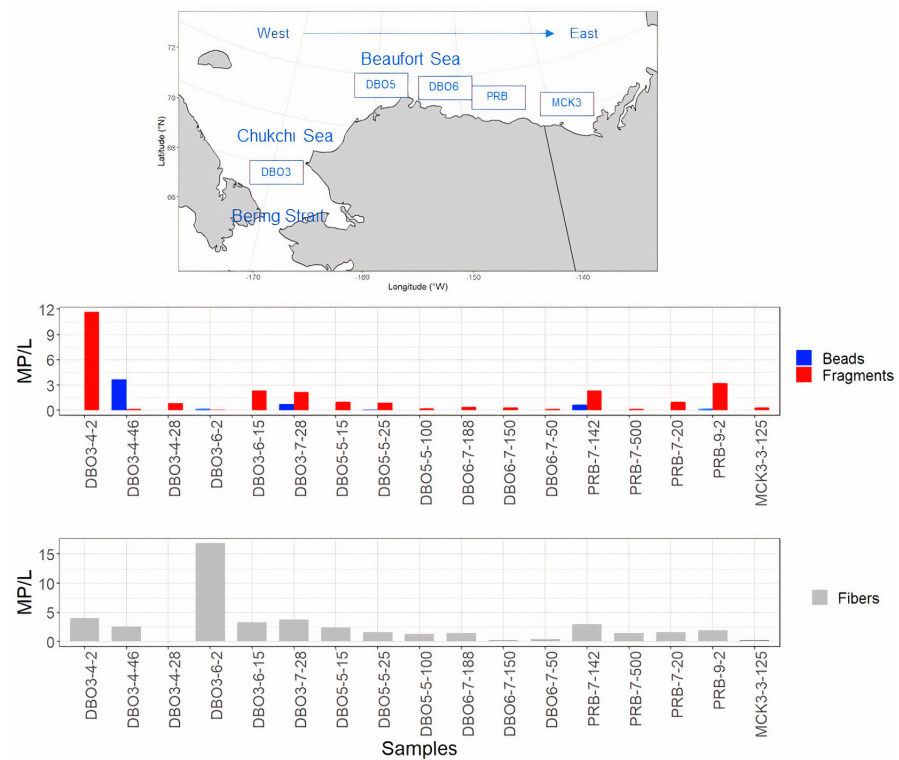 West East
Beaufort Sea
DBO5 DBO6 PRB MCK3
Chukchi Sea
DBO3
Bering Strait
72
70
68
66
Latitude (°N)
-170 -160 -150 -140
Longitude (°W)
12
9
6
3
0
MP/L
Beads
Fragments
DBO3-4-2 DBO3-4-46 DBO3-4-28 DBO3-6-2 DBO3-6-15 DBO3-7-28 DBO5-5-15 DBO5-5-25 DBO5-5-100 DBO6-7-188 DBO6-7-150 DBO6-7-50 PRB-7-142 PRB-7-500 PRB-7-20 PRB-9-2 MCK3-3-125
15
10
5
0
MP/L
Fibers
DBO3-4-2 DBO3-4-46 DBO3-4-28 DBO3-6-2 DBO3-6-15 DBO3-7-28 DBO5-5-15 DBO5-5-25 DBO5-5-100 DBO6-7-188 DBO6-7-150 DBO6-7-50 PRB-7-142 PRB-7-500 PRB-7-20 PRB-9-2 MCK3-3-125
Samples